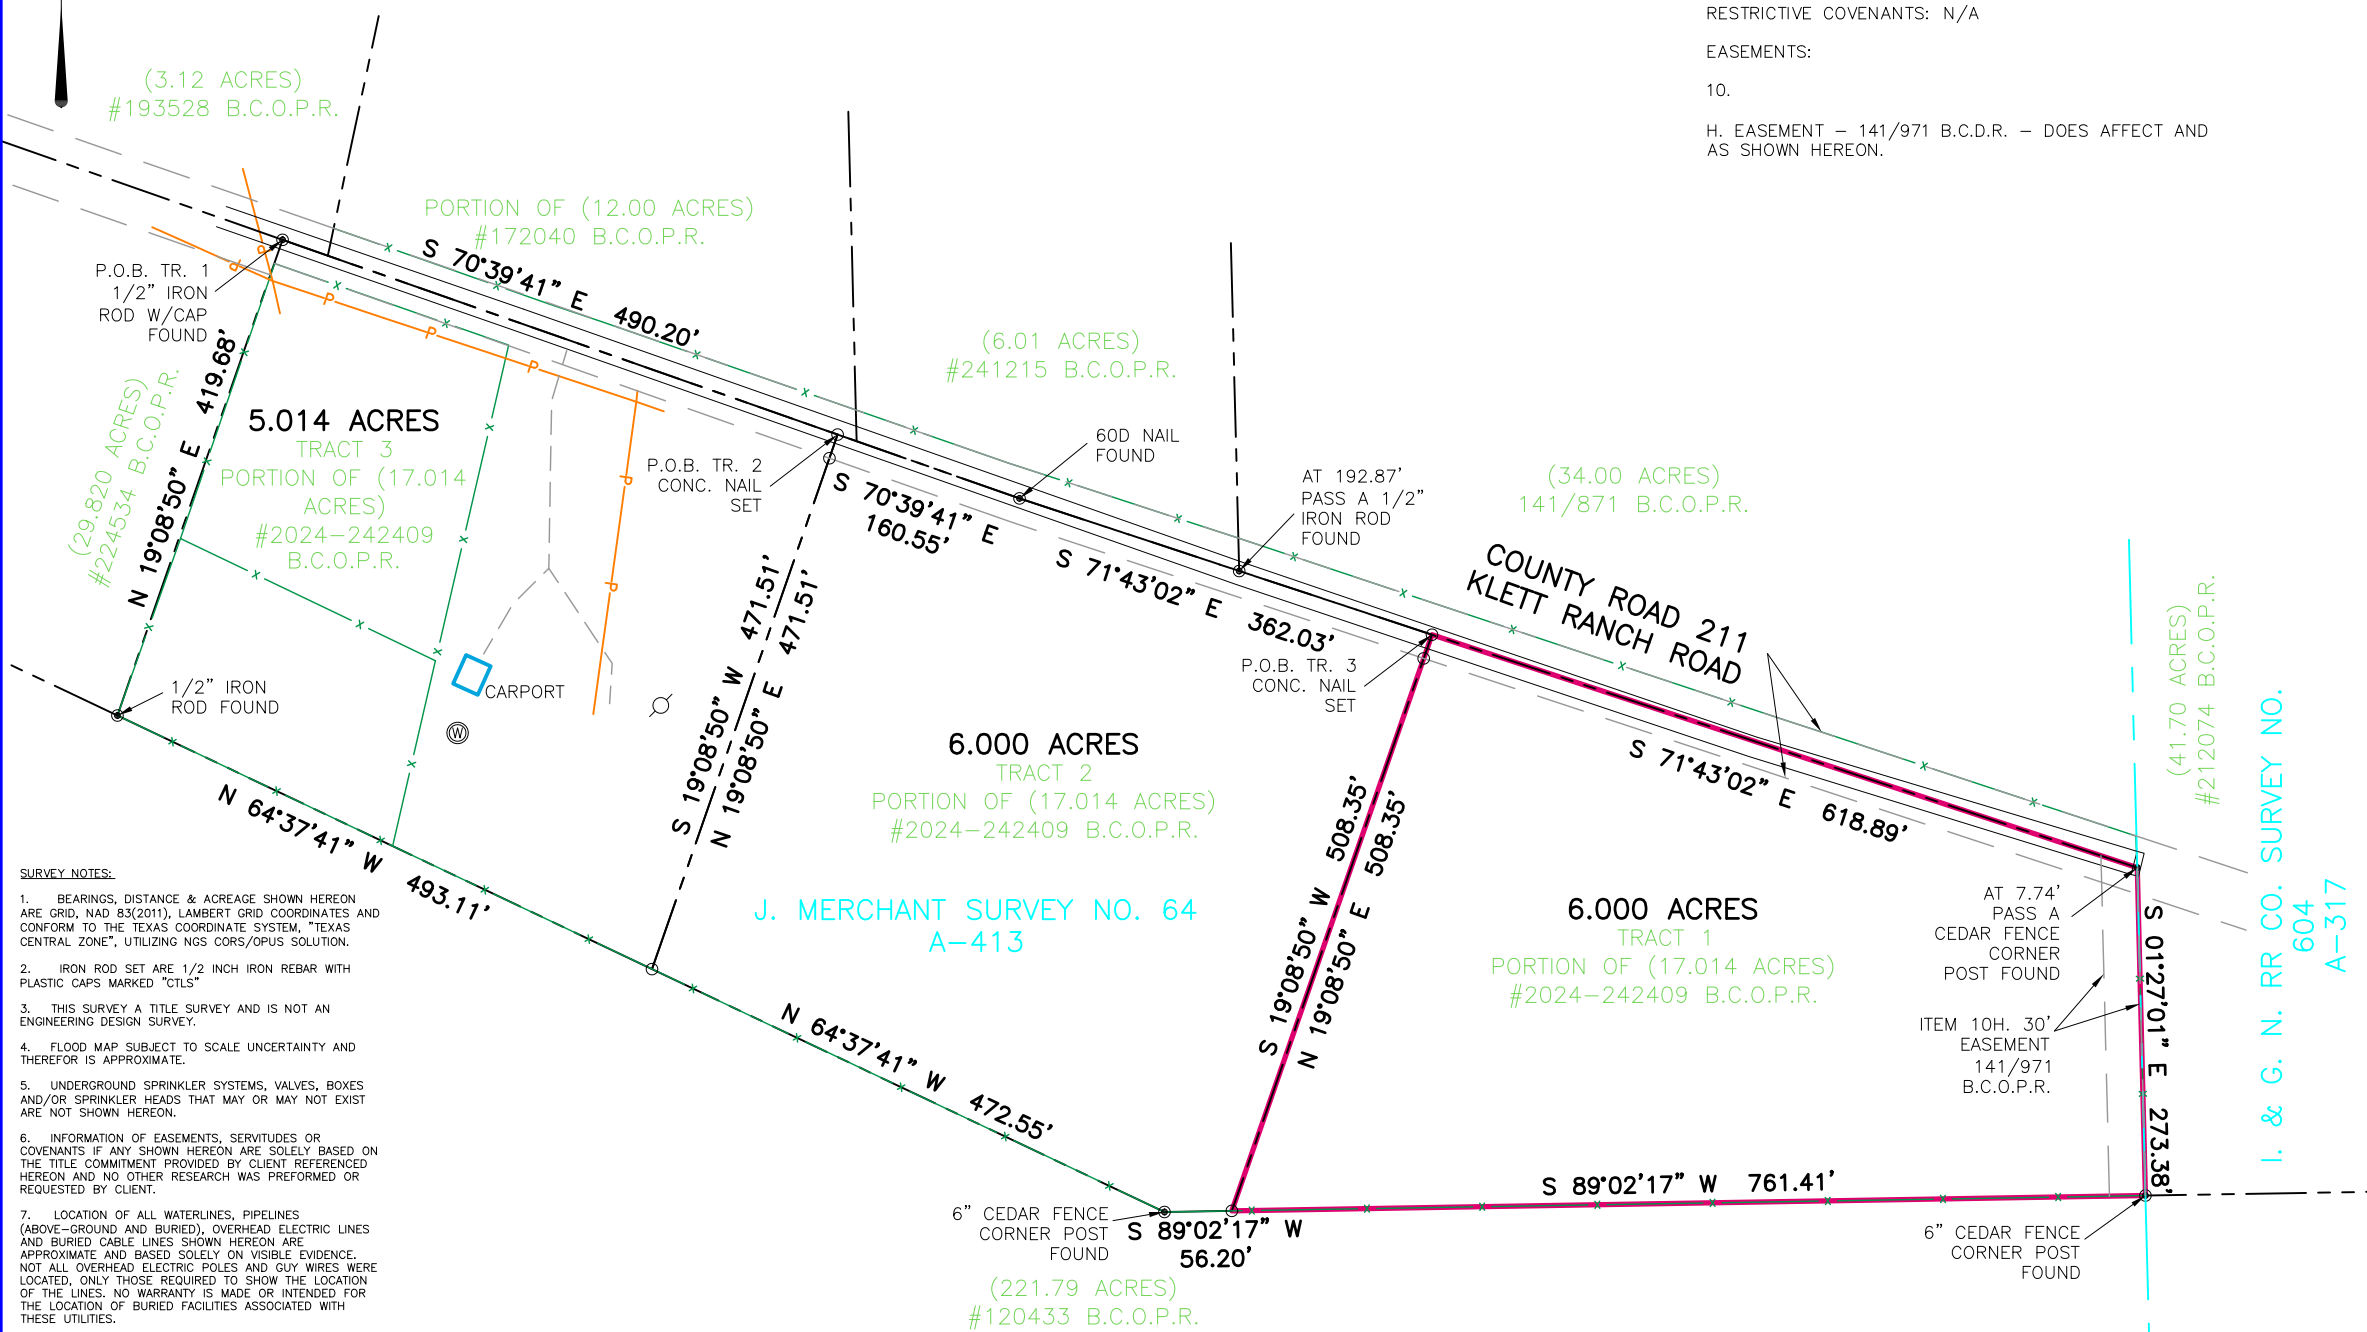 RESTRICTIVE COVENANTS: N/A
EASEMENTS:
10.
H. EASEMENT – 141/971 B.C.D.R. – DOES AFFECT AND
AS SHOWN HEREON.
(3.12 ACRES)
#193528 B.C.O.P.R.
PORTION OF (12.00 ACRES)
#172040 B.C.O.P.R.
S 70°39'41" E 490.20'
P.O.B. TR. 1
1/2" IRON
ROD W/CAP
FOUND
P
P
P
P
P
P
P
(6.01 ACRES)
#241215 B.C.O.P.R.
(29.820 ACRES)
#224534 B.C.O.P.R.
N 19°08'50" E 419.68'
5.014 ACRES
TRACT 3
PORTION OF (17.014
ACRES)
#2024–242409
B.C.O.P.R.
P.O.B. TR. 2
CONC. NAIL
SET
60D NAIL
FOUND
AT 192.87'
PASS A 1/2"
IRON ROD
FOUND
(34.00 ACRES)
141/871 B.C.O.P.R.
S 70°39'41" E
160.55'
S 71°43'02" E 362.03'
COUNTY ROAD 211
KLETT RANCH ROAD
P.O.B. TR. 3
CONC. NAIL
SET
1/2" IRON
ROD FOUND
CARPORT
W
S 19°08'50" W 471.51'
N 19°08'50" E 471.51'
6.000 ACRES
TRACT 2
PORTION OF (17.014 ACRES)
#2024–242409 B.C.O.P.R.
S 71°43'02" E 618.89'
(41.70 ACRES)
#212074 B.C.O.P.R.
I. & G. N. RR CO. SURVEY NO.
604
A–317
N 64°37'41" W 493.11'
S 19°08'50" W 508.35'
N 19°08'50" E 508.35'
J. MERCHANT SURVEY NO. 64
A–413
6.000 ACRES
TRACT 1
PORTION OF (17.014 ACRES)
#2024–242409 B.C.O.P.R.
AT 7.74'
PASS A
CEDAR FENCE
CORNER
POST FOUND
S 01°27'01" E 273.38'
ITEM 10H. 30'
EASEMENT
141/971
B.C.O.P.R.
N 64°37'41" W 472.55'
S 89°02'17" W 761.41'
6" CEDAR FENCE
CORNER POST
FOUND
S 89°02'17" W
56.20'
6" CEDAR FENCE
CORNER POST
FOUND
(221.79 ACRES)
#120433 B.C.O.P.R.
SURVEY NOTES:
1. BEARINGS, DISTANCE & ACREAGE SHOWN HEREON
ARE GRID, NAD 83(2011), LAMBERT GRID COORDINATES AND
CONFORM TO THE TEXAS COORDINATE SYSTEM, "TEXAS
CENTRAL ZONE", UTILIZING NGS CORS/OPUS SOLUTION.
2. IRON ROD SET ARE 1/2 INCH IRON REBAR WITH
PLASTIC CAPS MARKED "CTLS"
3. THIS SURVEY A TITLE SURVEY AND IS NOT AN
ENGINEERING DESIGN SURVEY.
4. FLOOD MAP SUBJECT TO SCALE UNCERTAINTY AND
THEREFOR IS APPROXIMATE.
5. UNDERGROUND SPRINKLER SYSTEMS, VALVES, BOXES
AND/OR SPRINKLER HEADS THAT MAY OR MAY NOT EXIST
ARE NOT SHOWN HEREON.
6. INFORMATION OF EASEMENTS, SERVITUDES OR
COVENANTS IF ANY SHOWN HEREON ARE SOLELY BASED ON
THE TITLE COMMITMENT PROVIDED BY CLIENT REFERENCED
HEREON AND NO OTHER RESEARCH WAS PREFORMED OR
REQUESTED BY CLIENT.
7. LOCATION OF ALL WATERLINES, PIPELINES
(ABOVE–GROUND AND BURIED), OVERHEAD ELECTRIC LINES
AND BURIED CABLE LINES SHOWN HEREON ARE
APPROXIMATE AND BASED SOLELY ON VISIBLE EVIDENCE.
NOT ALL OVERHEAD ELECTRIC POLES AND GUY WIRES WERE
LOCATED, ONLY THOSE REQUIRED TO SHOW THE LOCATION
OF THE LINES. NO WARRANTY IS MADE OR INTENDED FOR
THE LOCATION OF BURIED FACILITIES ASSOCIATED WITH
THESE UTILITIES.